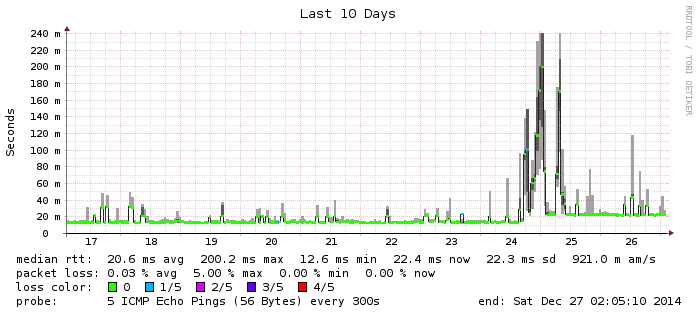 Last 10 Days
RRDTOOL / TOBI OETIKER
Seconds
240 m
220 m
200 m
180 m
160 m
140 m
120 m
100 m
80 m
60 m
40 m
20 m
0
17 18 19 20 21 22 23 24 25 26
median rtt: 20.6 ms avg 200.2 ms max 12.6 ms min 22.4 ms now 22.3 ms sd 921.0 m am/s
packet loss: 0.03 % avg 5.00 % max 0.00 % min 0.00 % now
loss color: 0 1/5 2/5 3/5 4/5
probe: 5 ICMP Echo Pings (56 Bytes) every 300s end: Sat Dec 27 02:05:10 2014